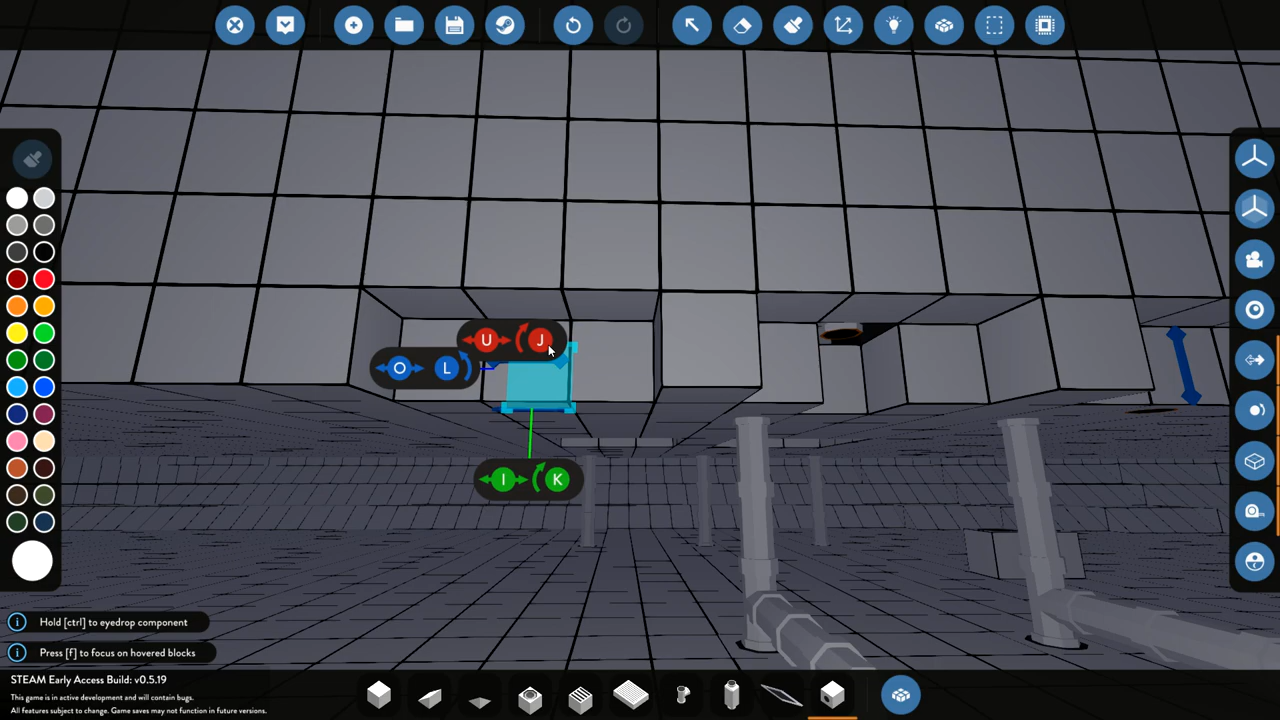 U J
O L
I K
Hold [ctrl] to eyedrop component
Press [f] to focus on hovered blocks
STEAM Early Access Build: v0.5.19
This game is in active development and will contain bugs.
All features subject to change. Game saves may not function in future versions.